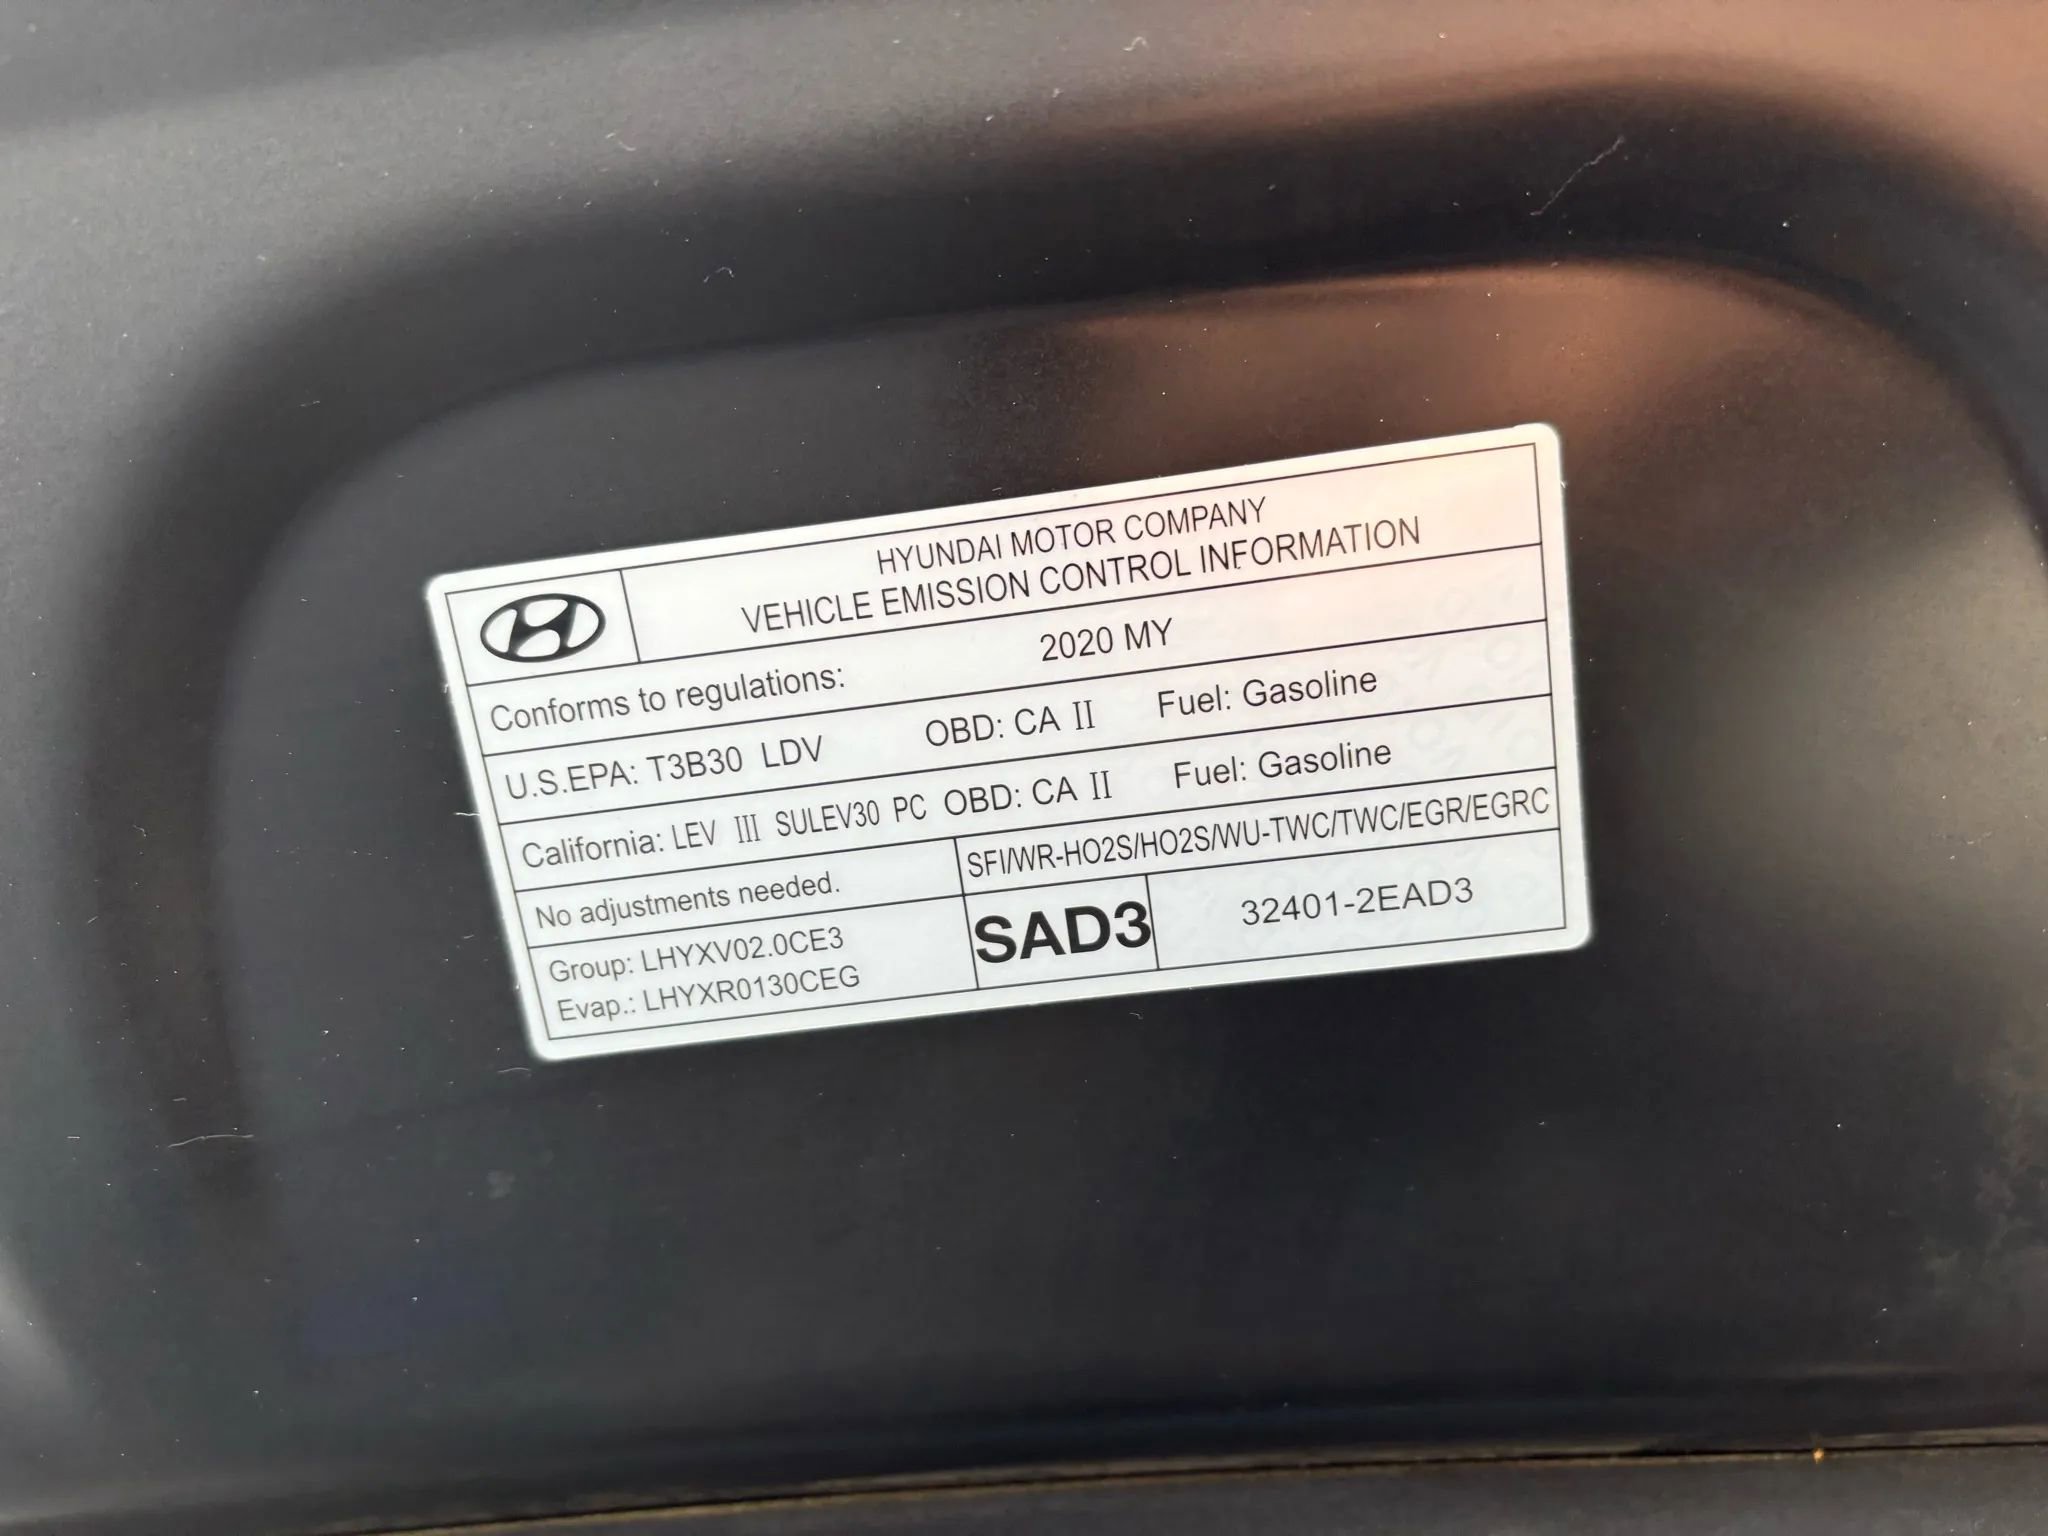 HYUNDAI MOTOR COMPANY
VEHICLE EMISSION CONTROL INFORMATION
Conforms to regulations: 2020 MY
U.S.EPA: T3B30 LDV OBD: CA II Fuel: Gasoline
California: LEV III SULEV30 PC OBD: CA II Fuel: Gasoline
No adjustments needed. SFI/WR-HO2S/HO2S/WU-TWC/TWC/EGR/EGRC
Group: LHYXV02.0CE3
Evap.: LHYXR0130CEG
SAD3
32401-2EAD3